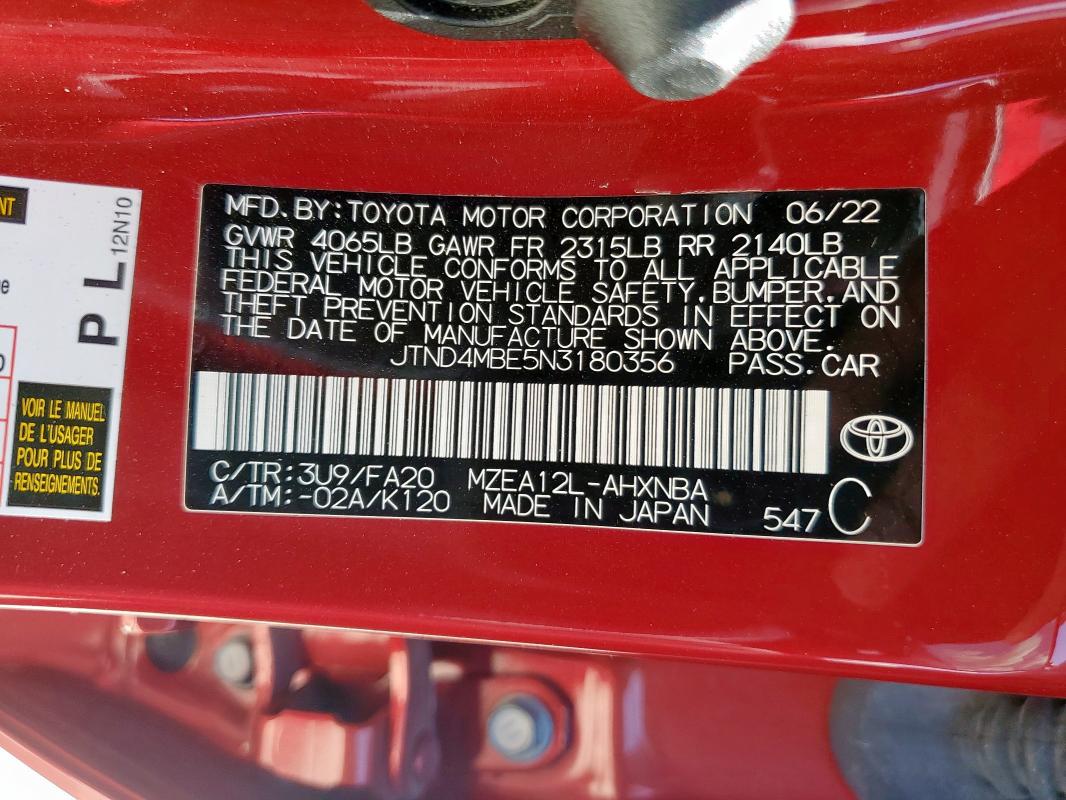 MFD.BY:TOYOTA MOTOR CORPORATION 06/22
GVWR 4065LB GAWR FR 2315LB RR 2140LB
THIS VEHICLE CONFORMS TO ALL APPLICABLE
FEDERAL MOTOR VEHICLE SAFETY.BUMPER.AND
THEFT PREVENTION STANDARDS IN EFFECT ON
THE DATE OF MANUFACTURE SHOWN ABOVE.
JTND4MBE5N3180356 PASS.CAR
C/TR:3U9/FA20 MZEA12L-AHXNBA
A/TM:-02A/K120 MADE IN JAPAN 547 C
P L 12N10
VOIR LE MANUEL
DE L'USAGER
POUR PLUS DE
RENSEIGNEMENTS.